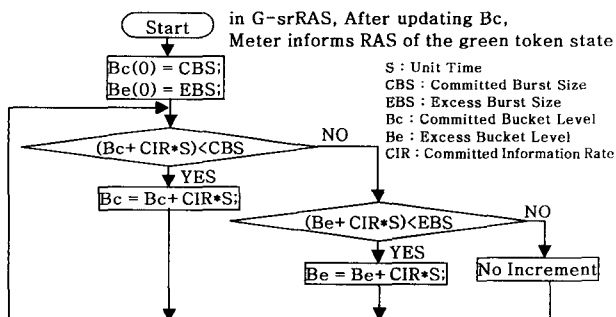 Start
in G-srRAS, After updating Bc,
Meter informs RAS of the green token state
Bc(0) = CBS;
Be(0) = EBS;
S : Unit Time
CBS : Committed Burst Size
EBS : Excess Burst Size
Bc : Committed Bucket Level
Be : Excess Bucket Level
CIR : Committed Information Rate
(Bc+ CIR*S)<CBS
NO
YES
Bc = Bc+ CIR*S;
(Be+ CIR*S)<EBS
NO
YES
Be = Be+ CIR*S;
No Increment